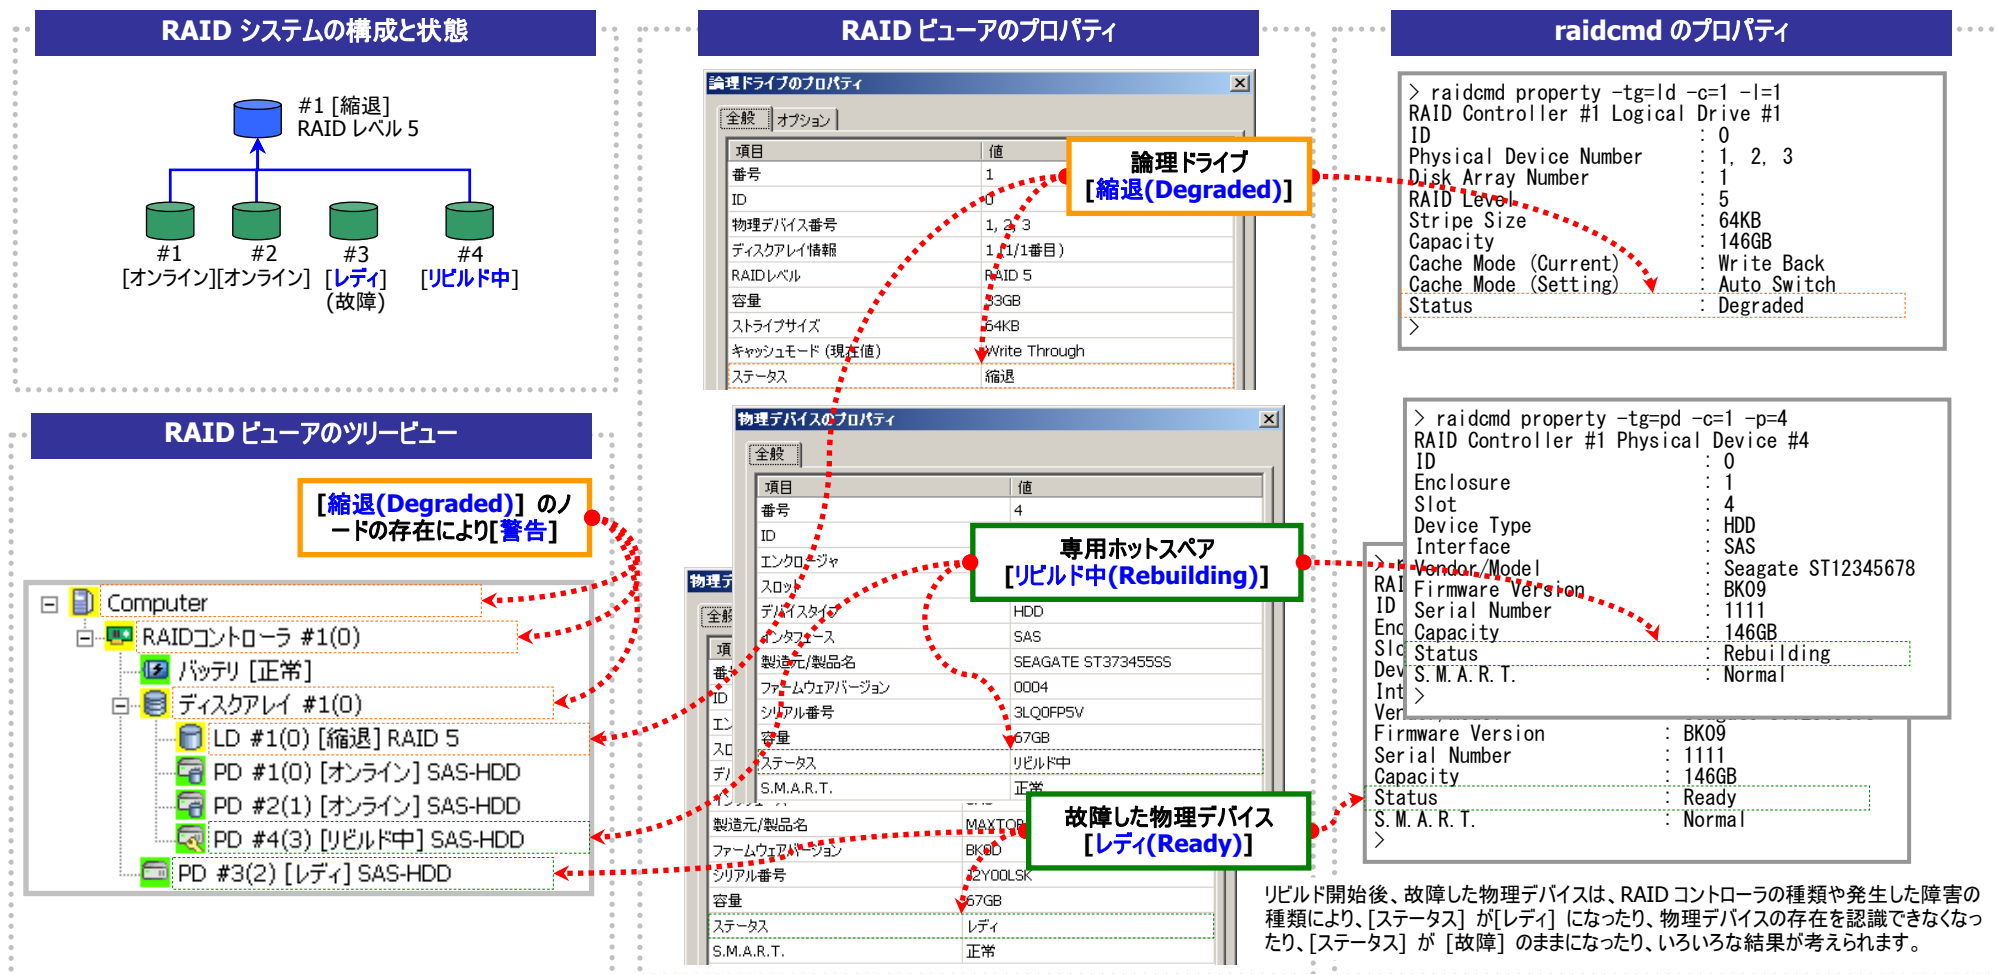 RAID システムの構成と状態
#1 [縮退]
RAID レベル 5
#1
[オンライン]
#2
[オンライン]
#3
[レディ]
(故障)
#4
[リビルド中]
RAID ビューアのツリービュー
[縮退(Degraded)] のノ
ードの存在により[警告]
Computer
RAIDコントローラ #1(0)
バッテリ [正常]
ディスクアレイ #1(0)
LD #1(0) [縮退] RAID 5
PD #1(0) [オンライン] SAS-HDD
PD #2(1) [オンライン] SAS-HDD
PD #4(3) [リビルド中] SAS-HDD
PD #3(2) [レディ] SAS-HDD
RAID ビューアのプロパティ
論理ドライブのプロパティ
全般 オプション
項目 値
番号 1
ID 0
物理デバイス番号 1, 2, 3
ディスクアレイ情報 1 (1/1番目)
RAIDレベル RAID 5
容量 33GB
ストライプサイズ 64KB
キャッシュモード (現在値) Write Through
ステータス 縮退
論理ドライブ
[縮退(Degraded)]
物理デバイスのプロパティ
全般
項目 値
番号 4
ID
エンクロージャ
スロット
デバイスタイプ HDD
インタフェース SAS
製造元/製品名 SEAGATE ST373455SS
ファームウェアバージョン 0004
シリアル番号 3LQ0FP5V
容量 67GB
ステータス リビルド中
S.M.A.R.T. 正常
専用ホットスペア
[リビルド中(Rebuilding)]
製造元/製品名 MAXTOR
ファームウェアバージョン BK0D
シリアル番号 J2Y00LSK
容量 67GB
ステータス レディ
S.M.A.R.T. 正常
故障した物理デバイス
[レディ(Ready)]
raidcmd のプロパティ
> raidcmd property -tg=ld -c=1 -l=1
RAID Controller #1 Logical Drive #1
ID : 0
Physical Device Number : 1, 2, 3
Disk Array Number : 1
RAID Level : 5
Stripe Size : 64KB
Capacity : 146GB
Cache Mode (Current) : Write Back
Cache Mode (Setting) : Auto Switch
Status : Degraded
>
> raidcmd property -tg=pd -c=1 -p=4
RAID Controller #1 Physical Device #4
ID : 0
Enclosure : 1
Slot : 4
Device Type : HDD
Interface : SAS
Vendor/Model : Seagate ST12345678
Firmware Version : BK09
Serial Number : 1111
Capacity : 146GB
Status : Rebuilding
S.M.A.R.T. : Normal
>
Firmware Version : BK09
Serial Number : 1111
Capacity : 146GB
Status : Ready
S.M.A.R.T. : Normal
>
リビルド開始後、故障した物理デバイスは、RAID コントローラの種類や発生した障害の
種類により、[ステータス] が[レディ] になったり、物理デバイスの存在を認識できなくなっ
たり、[ステータス] が [故障] のままになったり、いろいろな結果が考えられます。